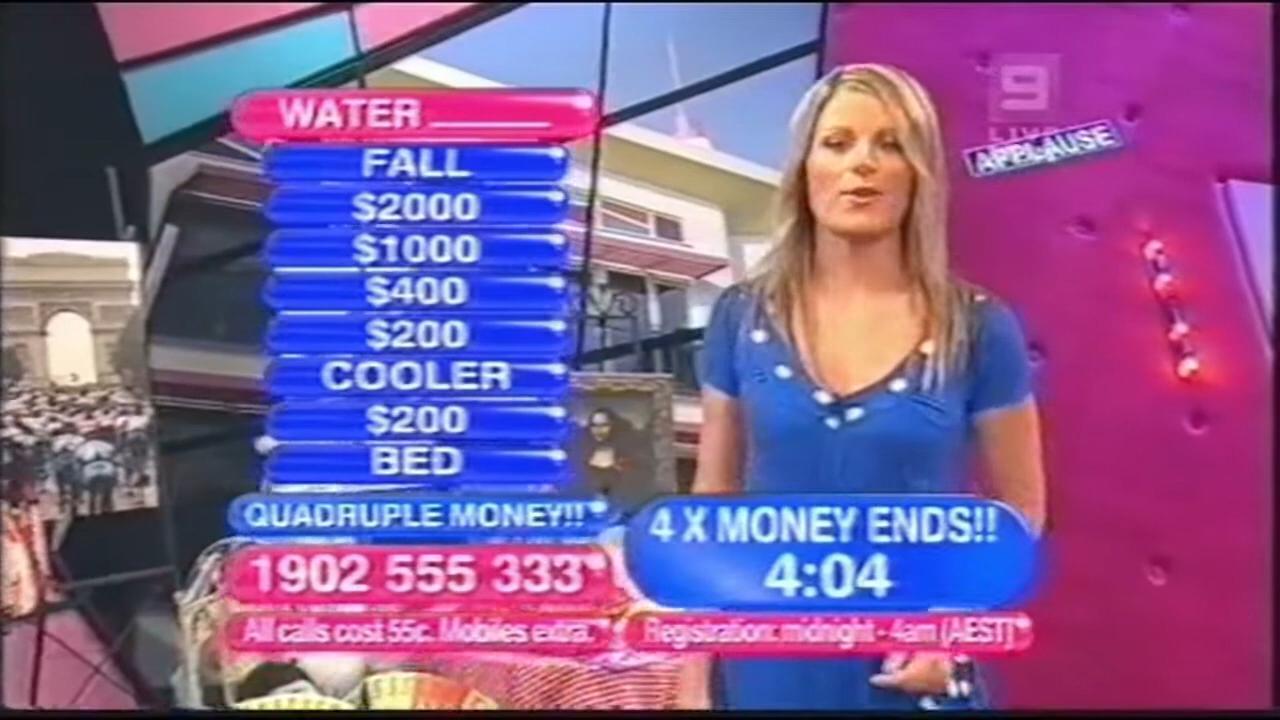 WATER ______
FALL
$2000
$1000
$400
$200
COOLER
$200
BED
QUADRUPLE MONEY!!
1902 555 333
All calls cost 55c. Mobiles extra.
4 X MONEY ENDS!!
4:04
Registration: midnight - 4am (AEST)
9
LIVE
APPLAUSE